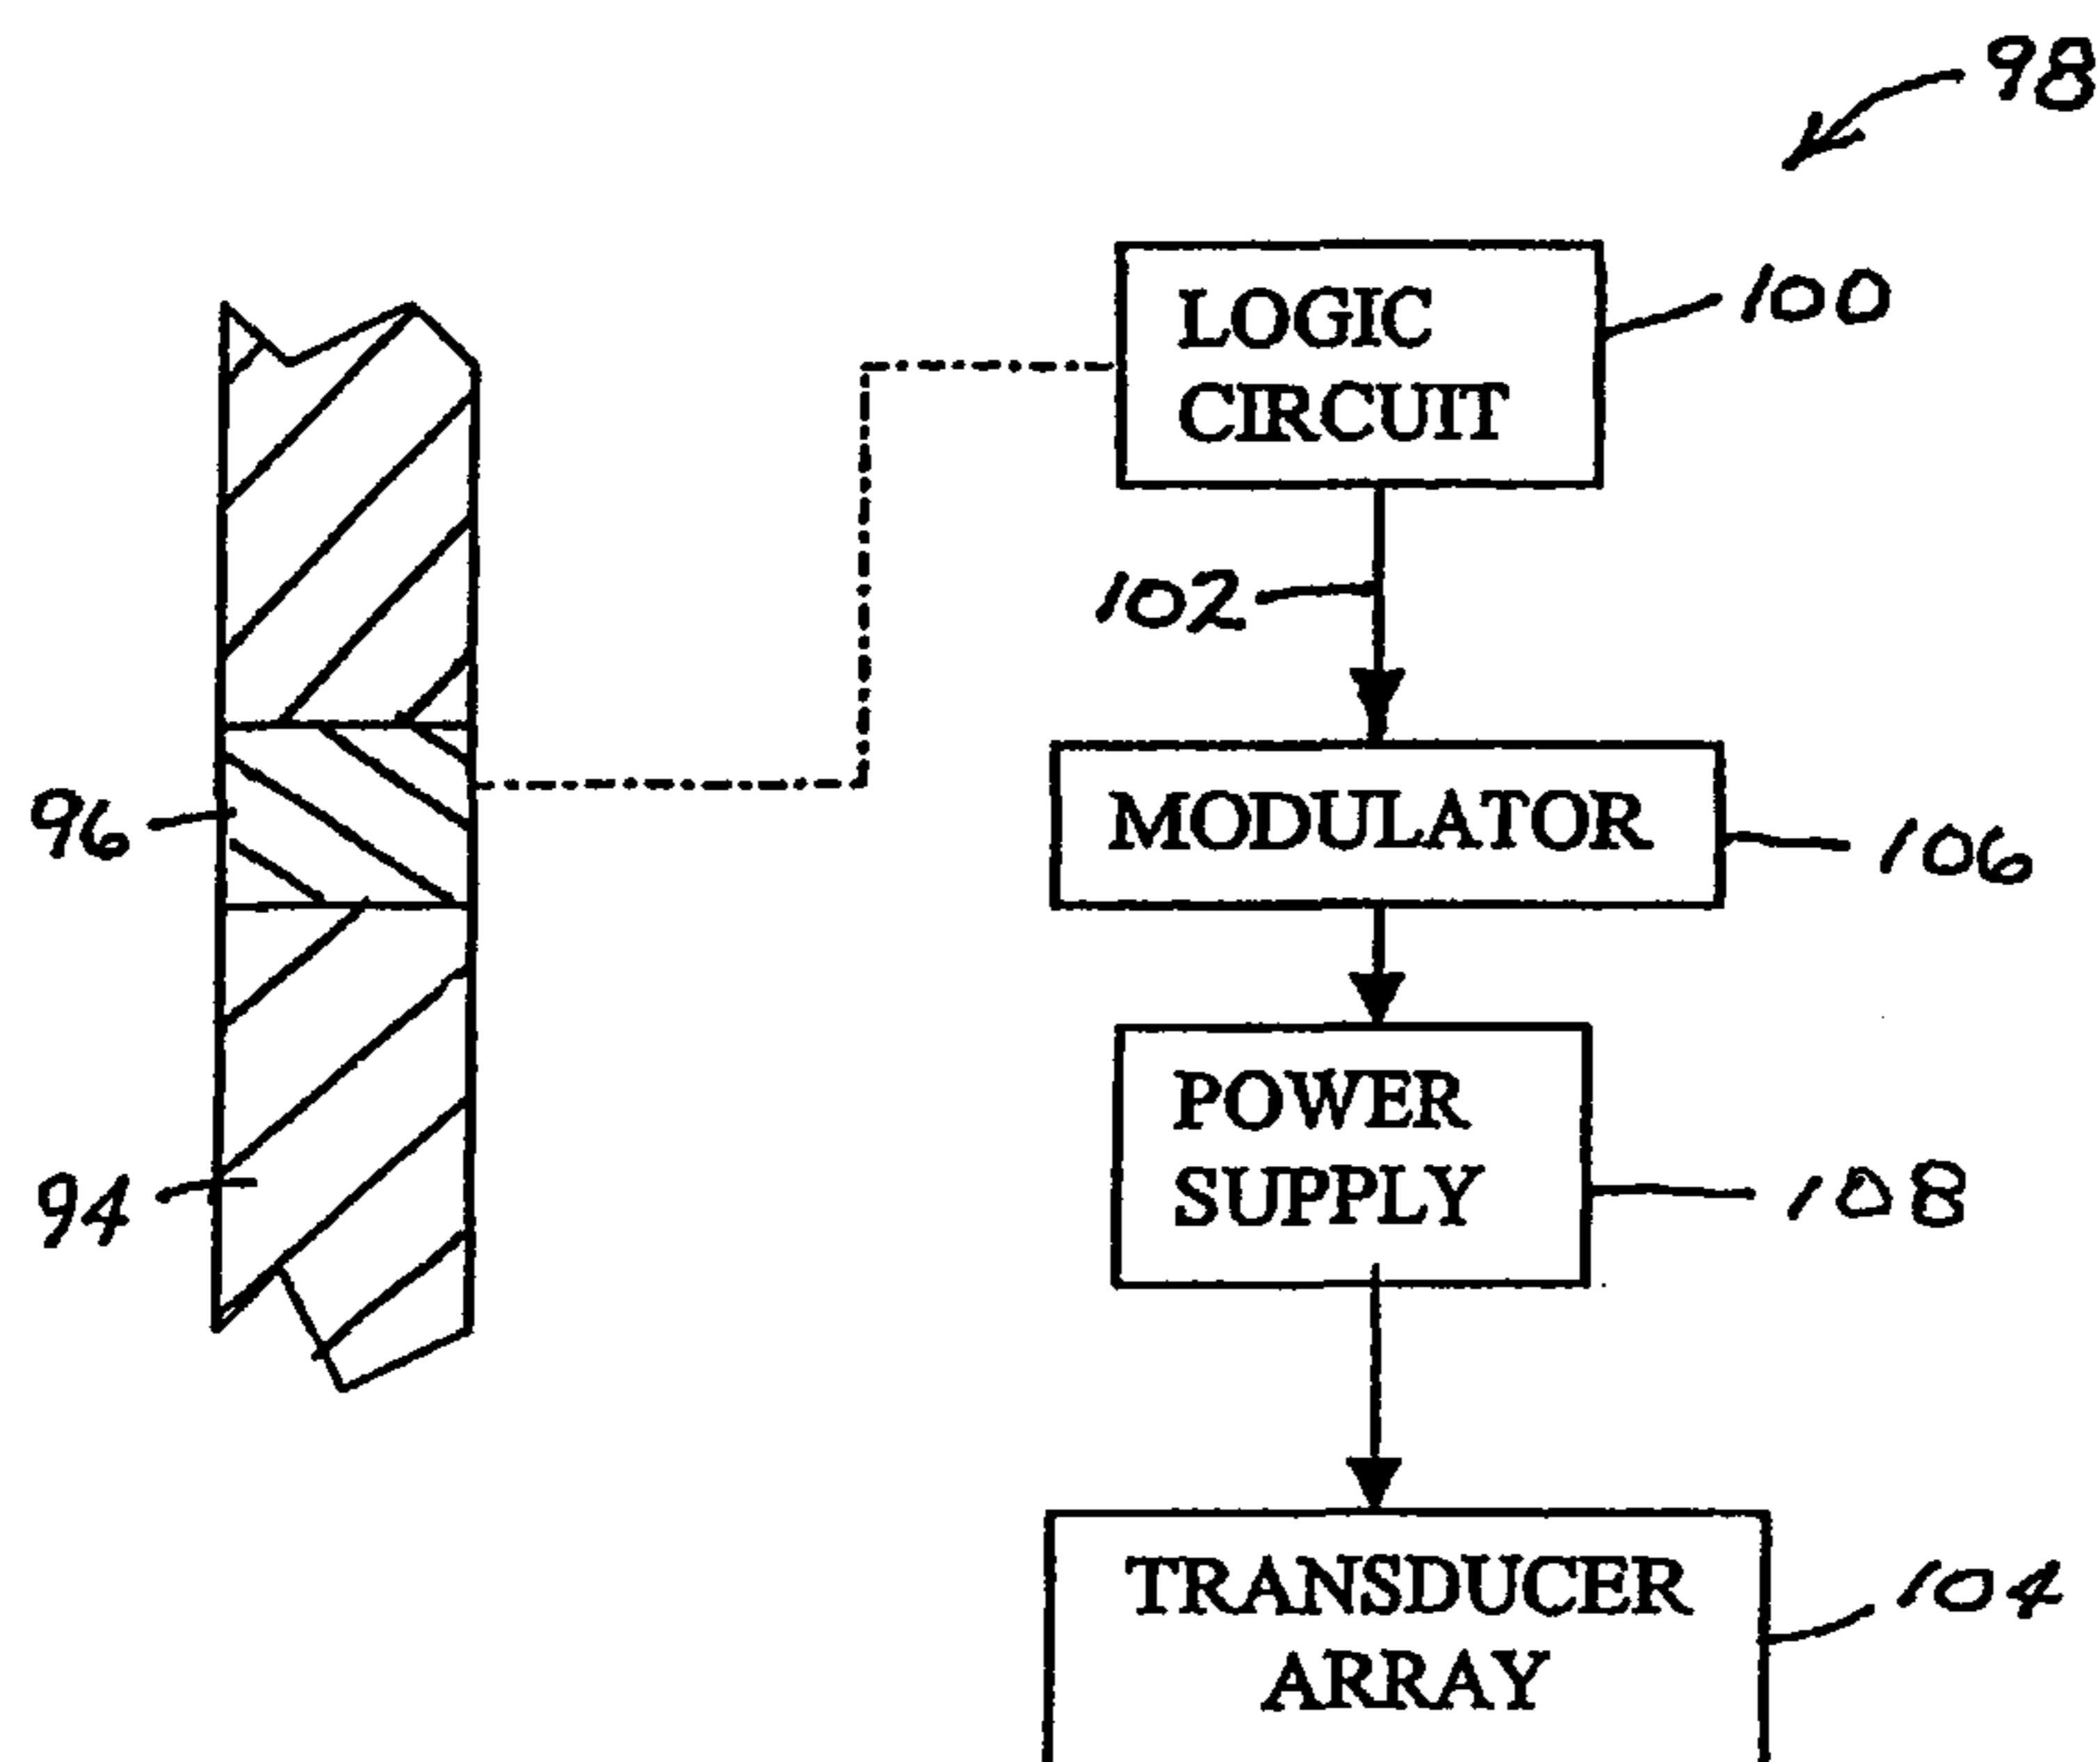 98
LOGIC
CIRCUIT
100
102
MODULATOR
106
96
POWER
SUPPLY
108
94
TRANSDUCER
ARRAY
104